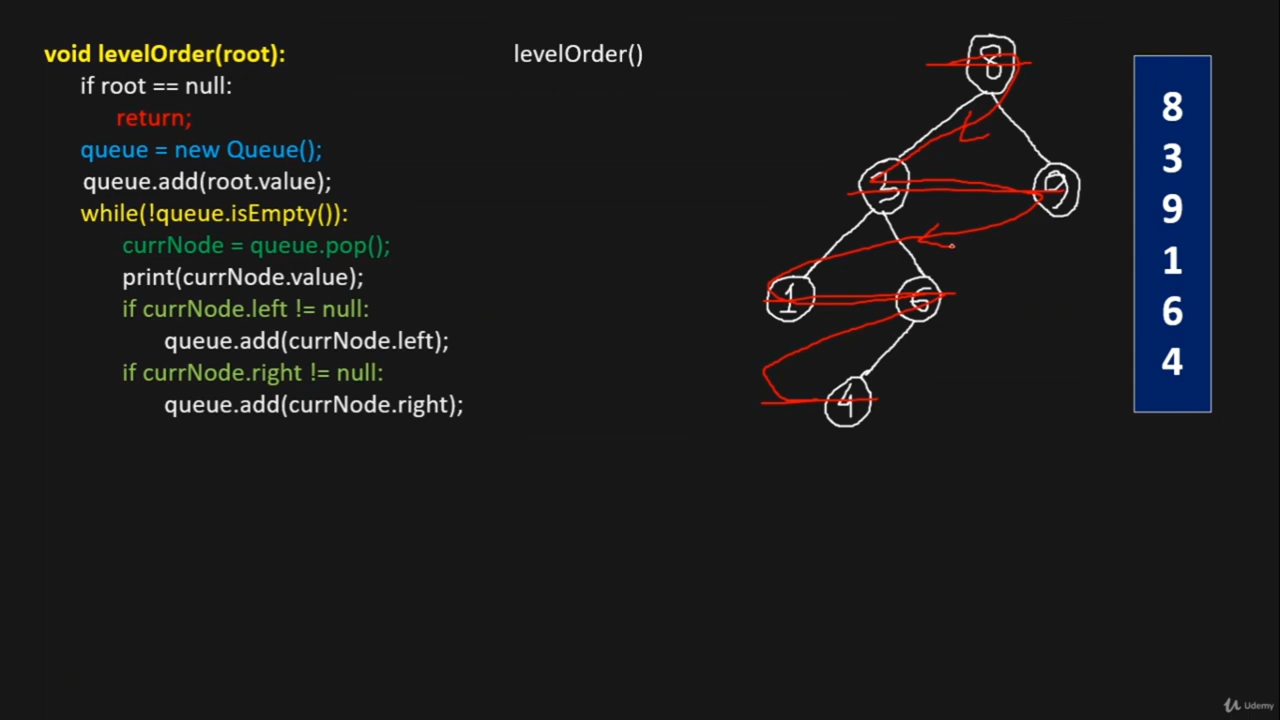 void levelOrder(root):
if root == null:
return;
queue = new Queue();
queue.add(root.value);
while(!queue.isEmpty()):
currNode = queue.pop();
print(currNode.value);
if currNode.left != null:
queue.add(currNode.left);
if currNode.right != null:
queue.add(currNode.right);
levelOrder()
8
3
9
1
6
4
8
3
9
1
6
4
Udemy